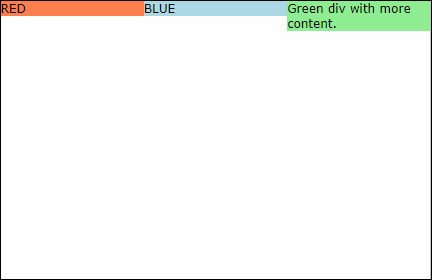 RED
BLUE
Green div with more
content.